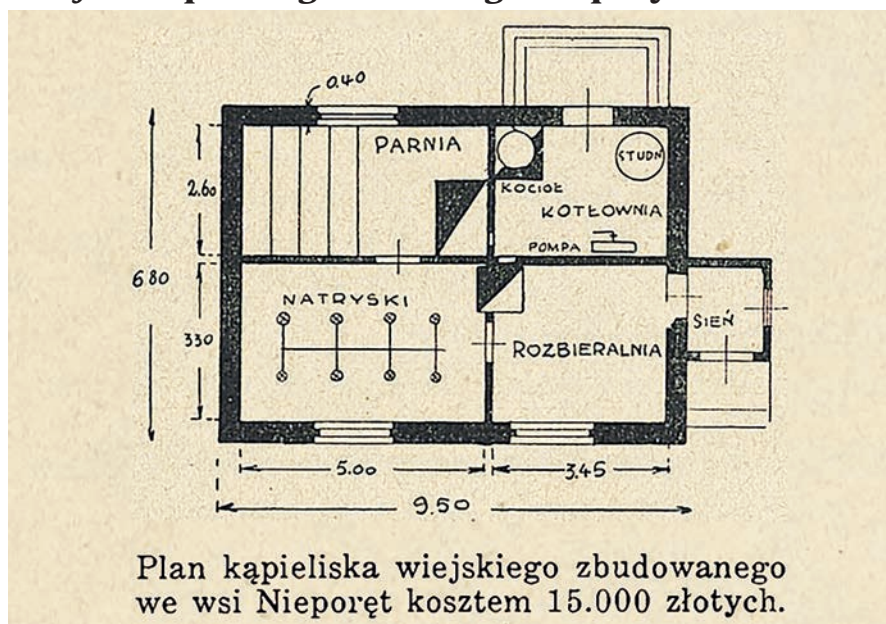 0.40
PARNIA
STUDŃ
KOCIOŁ
KOTŁOWNIA
2.60
POMPA
680
NATRYSKI
SIEŃ
330
ROZBIERALNIA
5.00
3.45
9.50
Plan kąpieliska wiejskiego zbudowanego
we wsi Nieporęt kosztem 15.000 złotych.